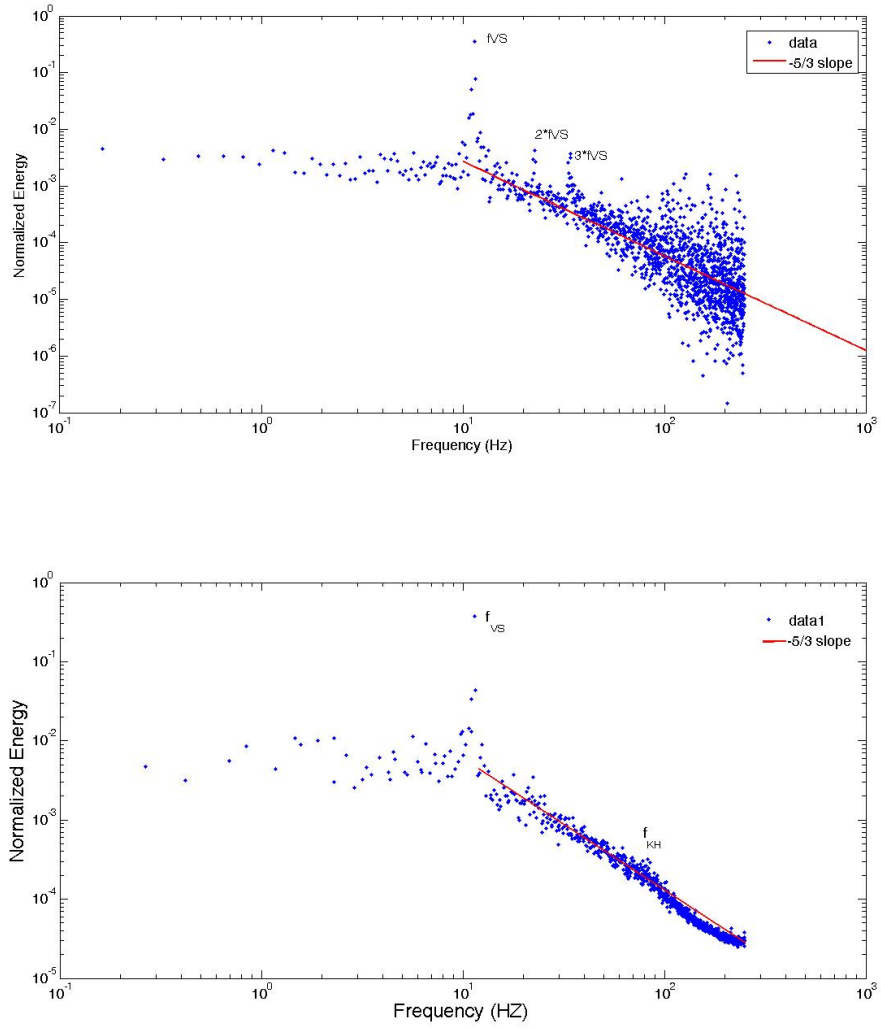 10^0
10^-1
10^-2
10^-3
10^-4
10^-5
10^-6
10^-7
Normalized Energy
fVS
2*fVS
3*fVS
data
-5/3 slope
10^-1
10^0
10^1
10^2
10^3
Frequency (Hz)
10^0
10^-1
10^-2
10^-3
10^-4
10^-5
Normalized Energy
f_VS
f_KH
data1
-5/3 slope
10^-1
10^0
10^1
10^2
10^3
Frequency (HZ)